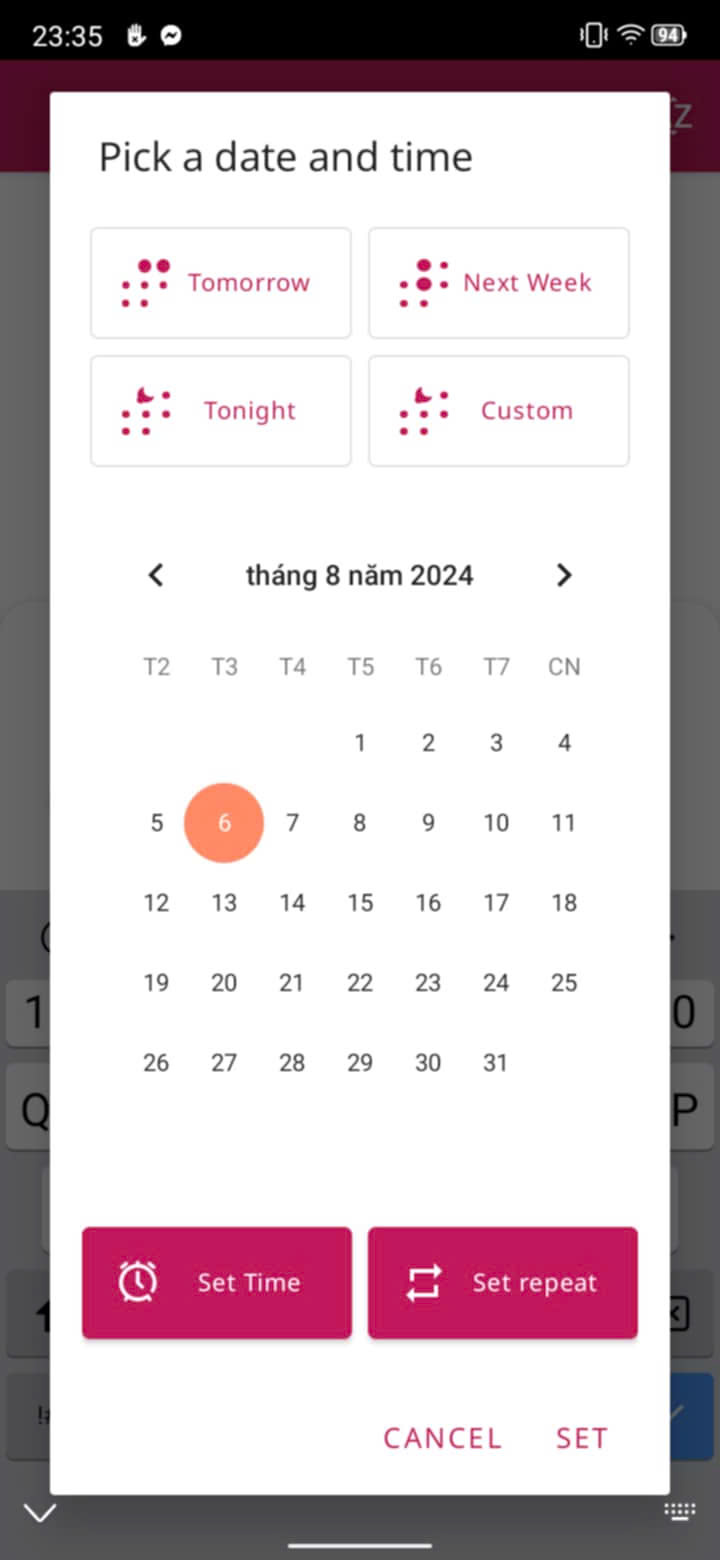 23:35
94
Z
Pick a date and time
Tomorrow
Next Week
Tonight
Custom
tháng 8 năm 2024
T2 T3 T4 T5 T6 T7 CN
1 2 3 4
5 6 7 8 9 10 11
12 13 14 15 16 17 18
19 20 21 22 23 24 25
26 27 28 29 30 31
1 0
Q P
Set Time
Set repeat
CANCEL SET